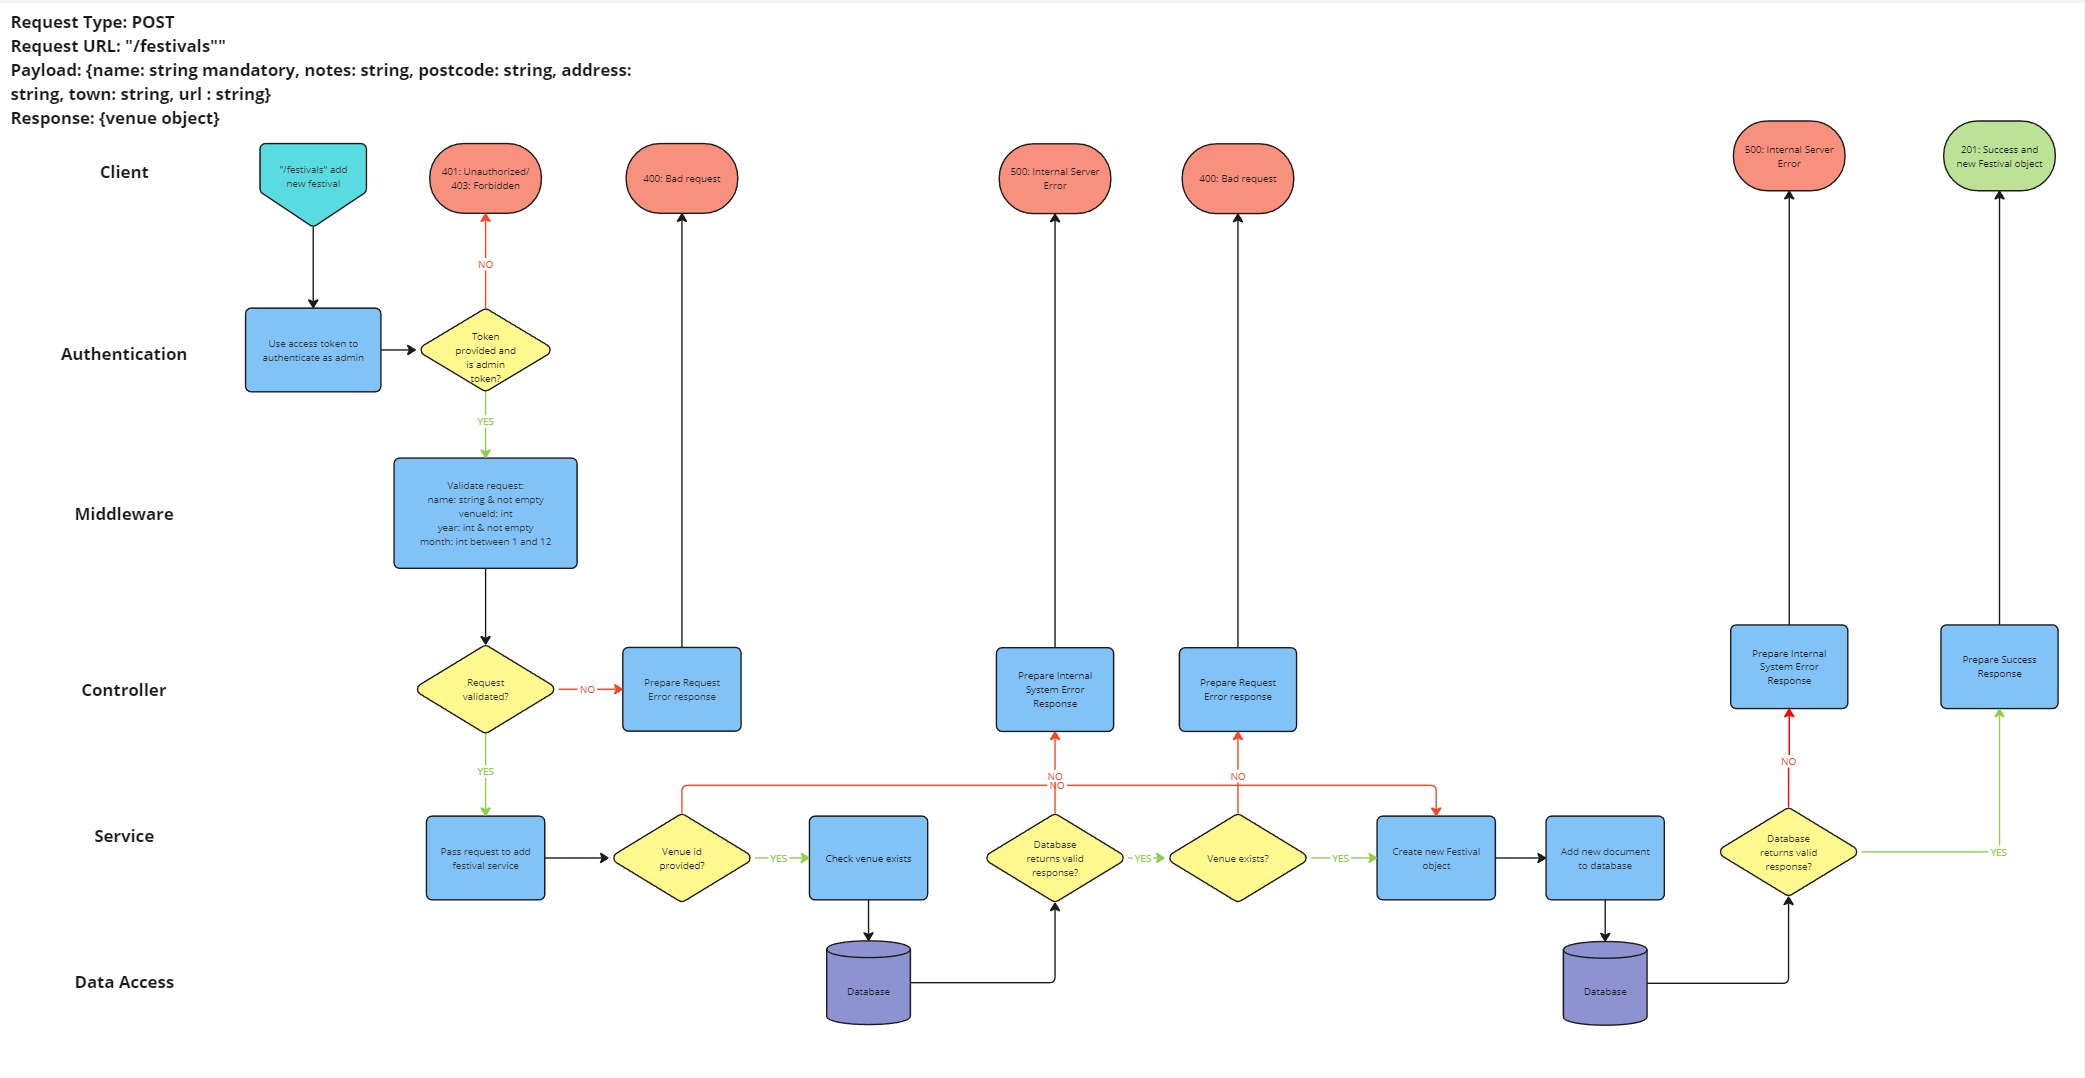 Request Type: POST
Request URL: "/festivals""
Payload: {name: string mandatory, notes: string, postcode: string, address:
string, town: string, url : string}
Response: {venue object}
Client
"/festivals" add
new festival
401: Unauthorized/
403: Forbidden
400: Bad request
500: Internal Server
Error
400: Bad request
500: Internal Server
Error
201: Success and
new Festival object
NO
Authentication
Use access token to
authenticate as admin
Token
provided and
is admin
token?
YES
Middleware
Validate request:
name: string & not empty
venueId: int
year: int & not empty
month: int between 1 and 12
Controller
Request
validated?
NO
Prepare Request
Error response
Prepare Internal
System Error
Response
Prepare Request
Error response
Prepare Internal
System Error
Response
Prepare Success
Response
YES
NO
NO
NO
NO
Service
Pass request to add
festival service
Venue id
provided?
YES
Check venue exists
Database
returns valid
response?
YES
Venue exists?
YES
Create new Festival
object
Add new document
to database
Database
returns valid
response?
YES
Data Access
Database
Database